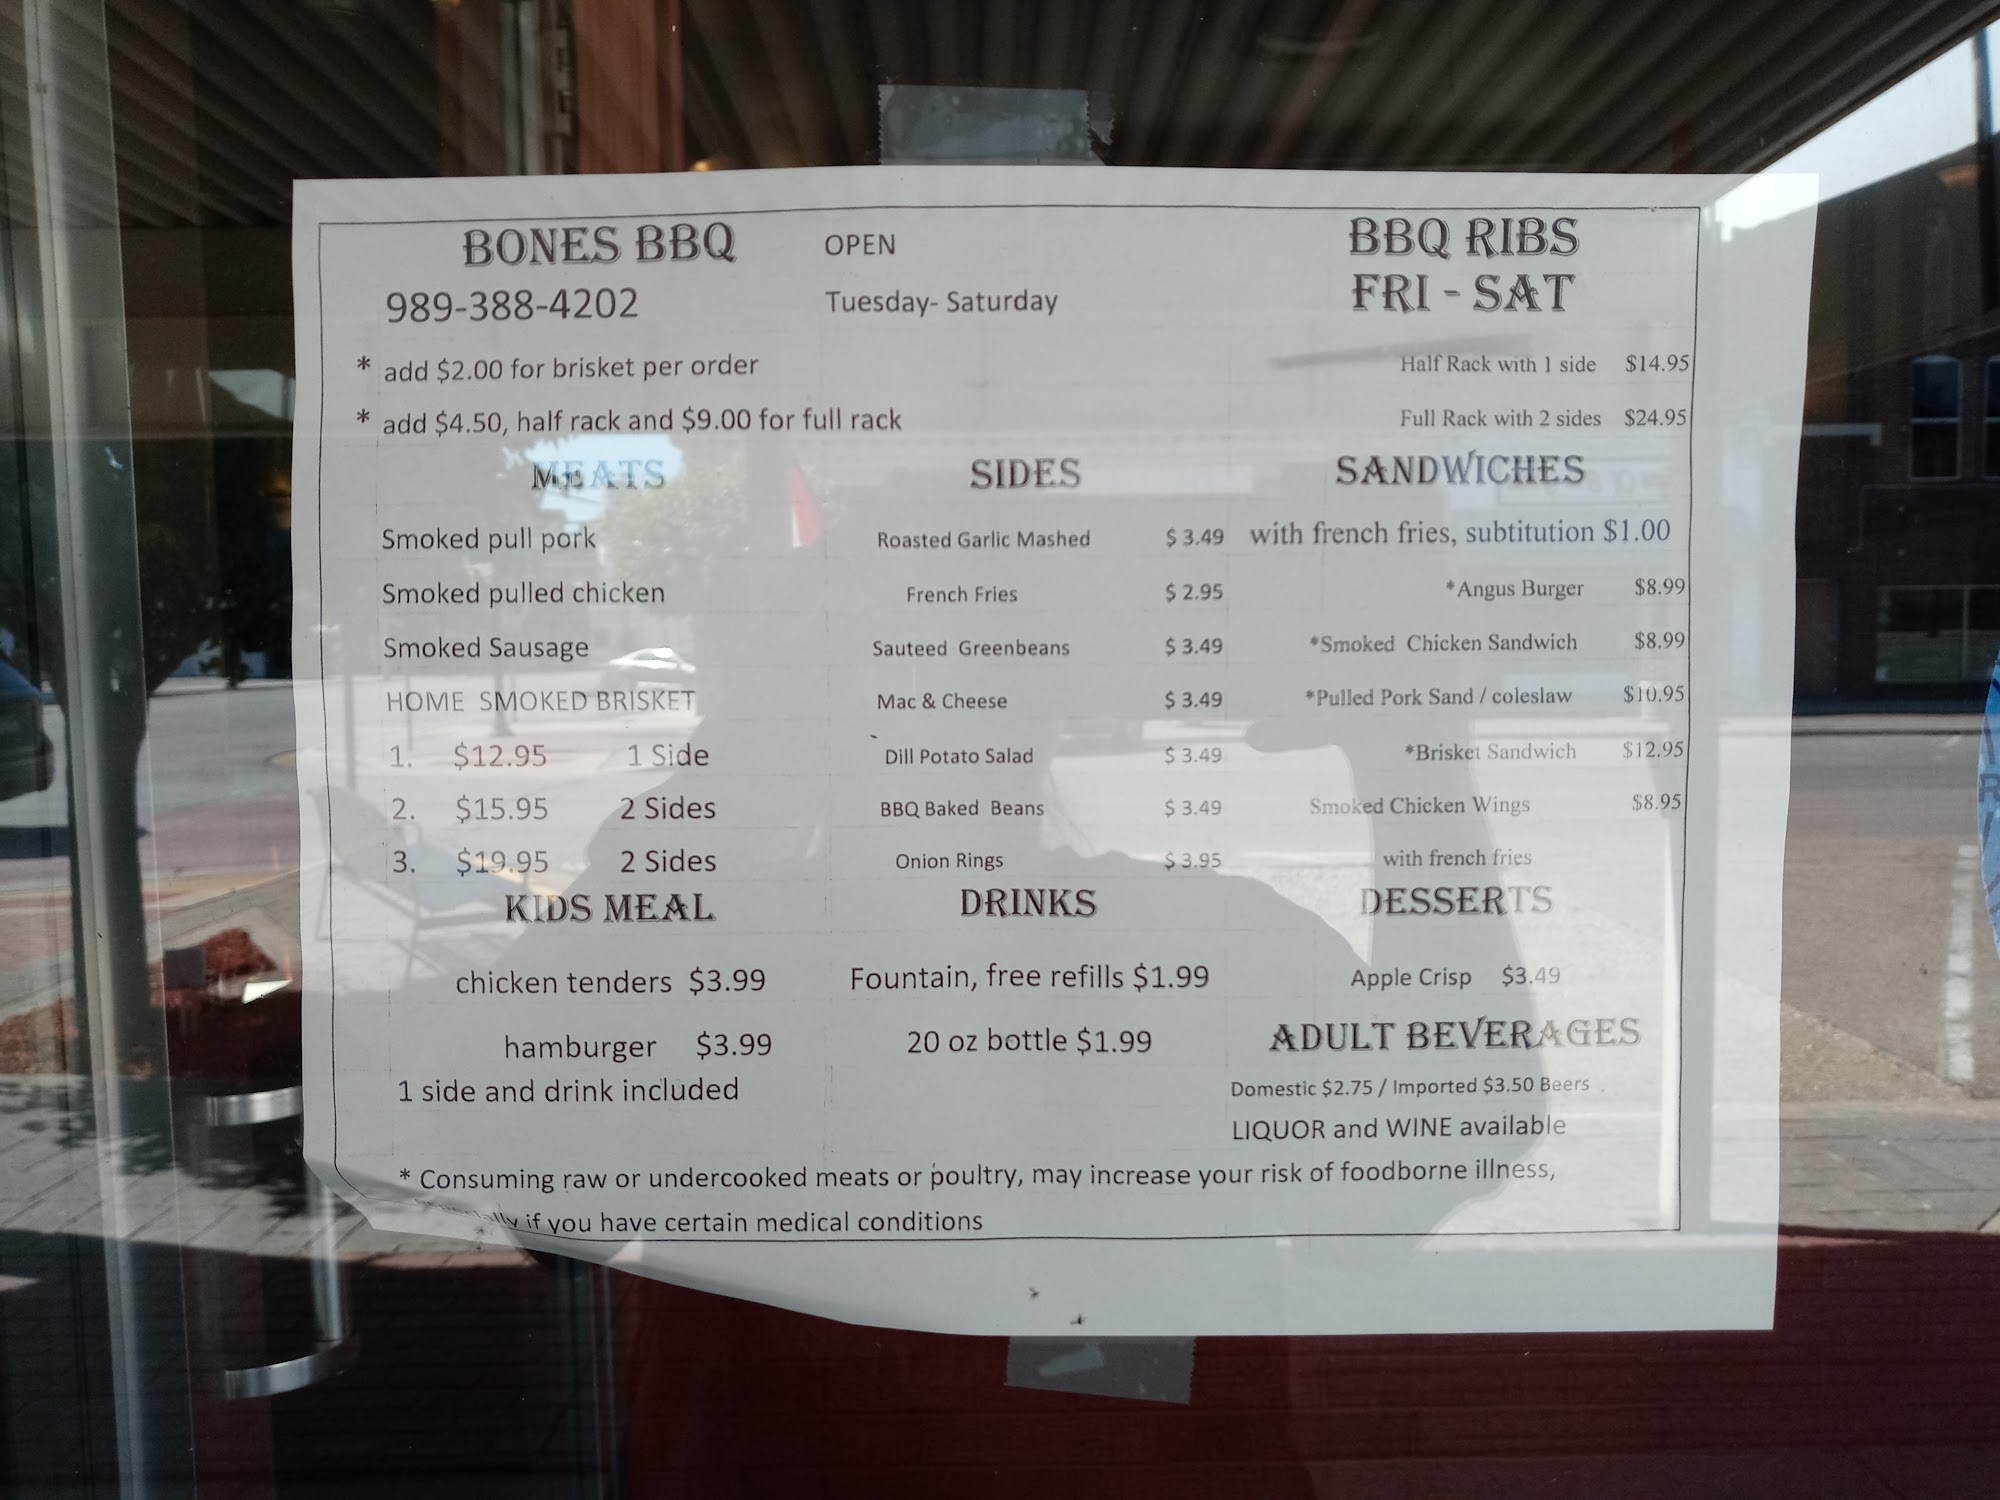 BONES BBQ
989-388-4202
OPEN
Tuesday- Saturday
BBQ RIBS
FRI - SAT
* add $2.00 for brisket per order
* add $4.50, half rack and $9.00 for full rack
Half Rack with 1 side $14.95
Full Rack with 2 sides $24.95
MEATS
Smoked pull pork
Smoked pulled chicken
Smoked Sausage
HOME SMOKED BRISKET
1. $12.95 1 Side
2. $15.95 2 Sides
3. $19.95 2 Sides
SIDES
Roasted Garlic Mashed $ 3.49
French Fries $ 2.95
Sauteed Greenbeans $ 3.49
Mac & Cheese $ 3.49
Dill Potato Salad $ 3.49
BBQ Baked Beans $ 3.49
Onion Rings $ 3.95
SANDWICHES
with french fries, subtitution $1.00
*Angus Burger $8.99
*Smoked Chicken Sandwich $8.99
*Pulled Pork Sand / coleslaw $10.95
*Brisket Sandwich $12.95
Smoked Chicken Wings $8.95
with french fries
KIDS MEAL
chicken tenders $3.99
hamburger $3.99
1 side and drink included
DRINKS
Fountain, free refills $1.99
20 oz bottle $1.99
DESSERTS
Apple Crisp $3.49
ADULT BEVERAGES
Domestic $2.75 / Imported $3.50 Beers
LIQUOR and WINE available
* Consuming raw or undercooked meats or poultry, may increase your risk of foodborne illness,
if you have certain medical conditions